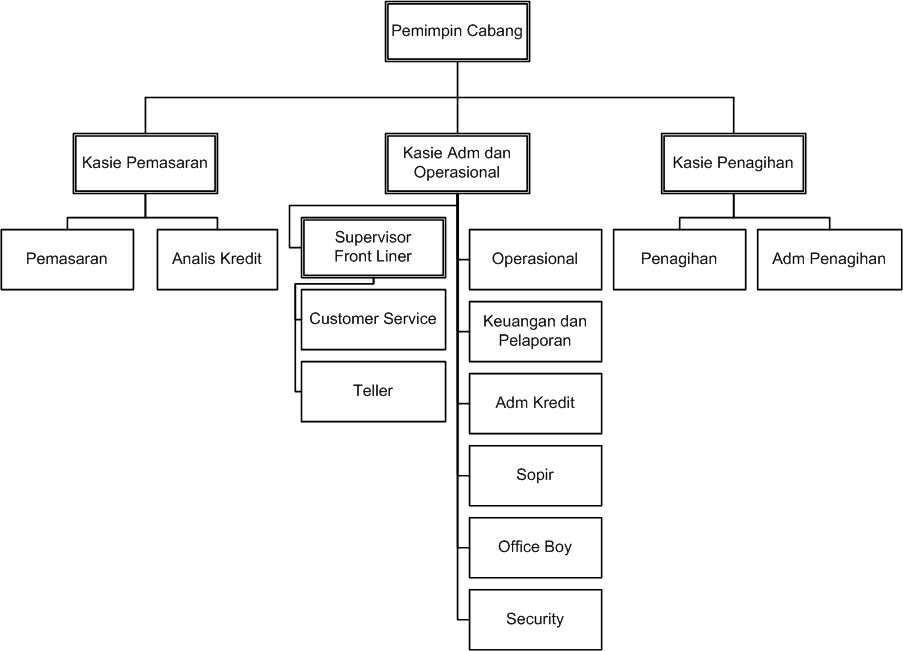 Pemimpin Cabang
Kasie Pemasaran
Kasie Adm dan
Operasional
Kasie Penagihan
Pemasaran
Analis Kredit
Supervisor
Front Liner
Customer Service
Teller
Operasional
Keuangan dan
Pelaporan
Adm Kredit
Sopir
Office Boy
Security
Penagihan
Adm Penagihan